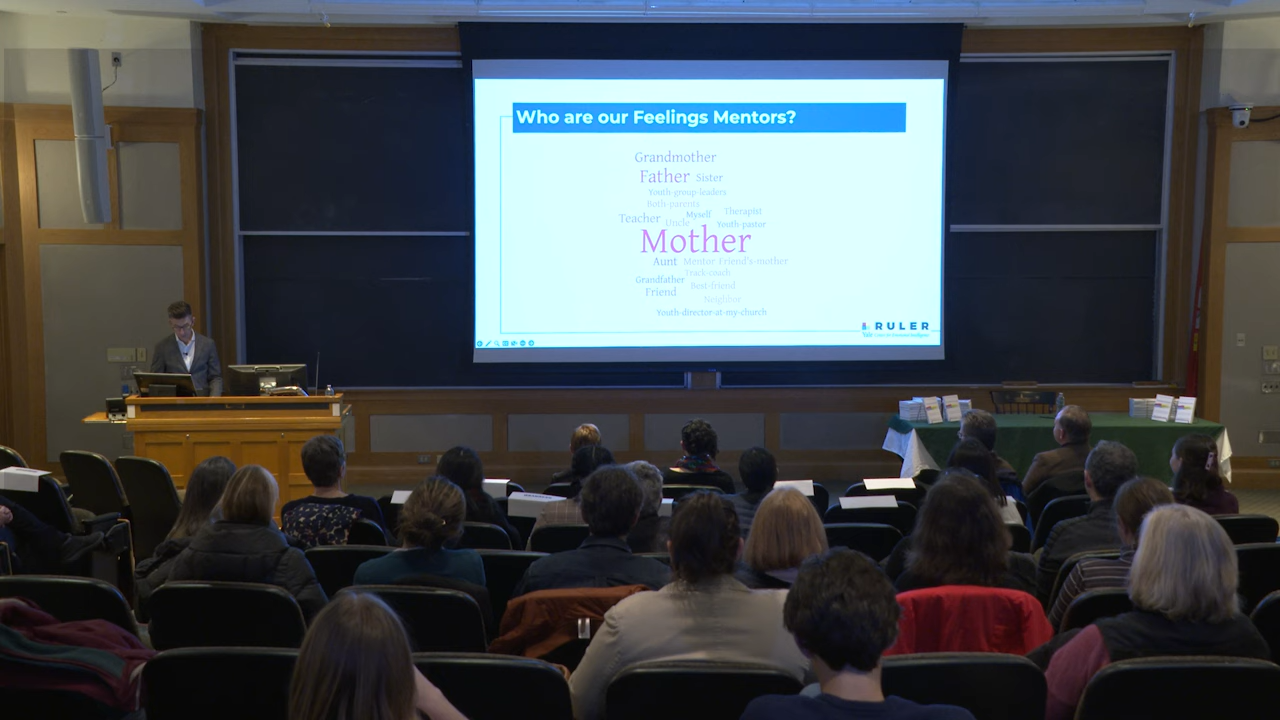 Who are our Feelings Mentors?
Grandmother
Father Sister
Youth-group-leaders
Both-parents
Teacher Uncle Myself Therapist
Youth-pastor
Mother
Aunt Mentor Friend's-mother
Track-coach
Grandfather Best-friend
Friend
Neighbor
Youth-director-at-my-church
RULER